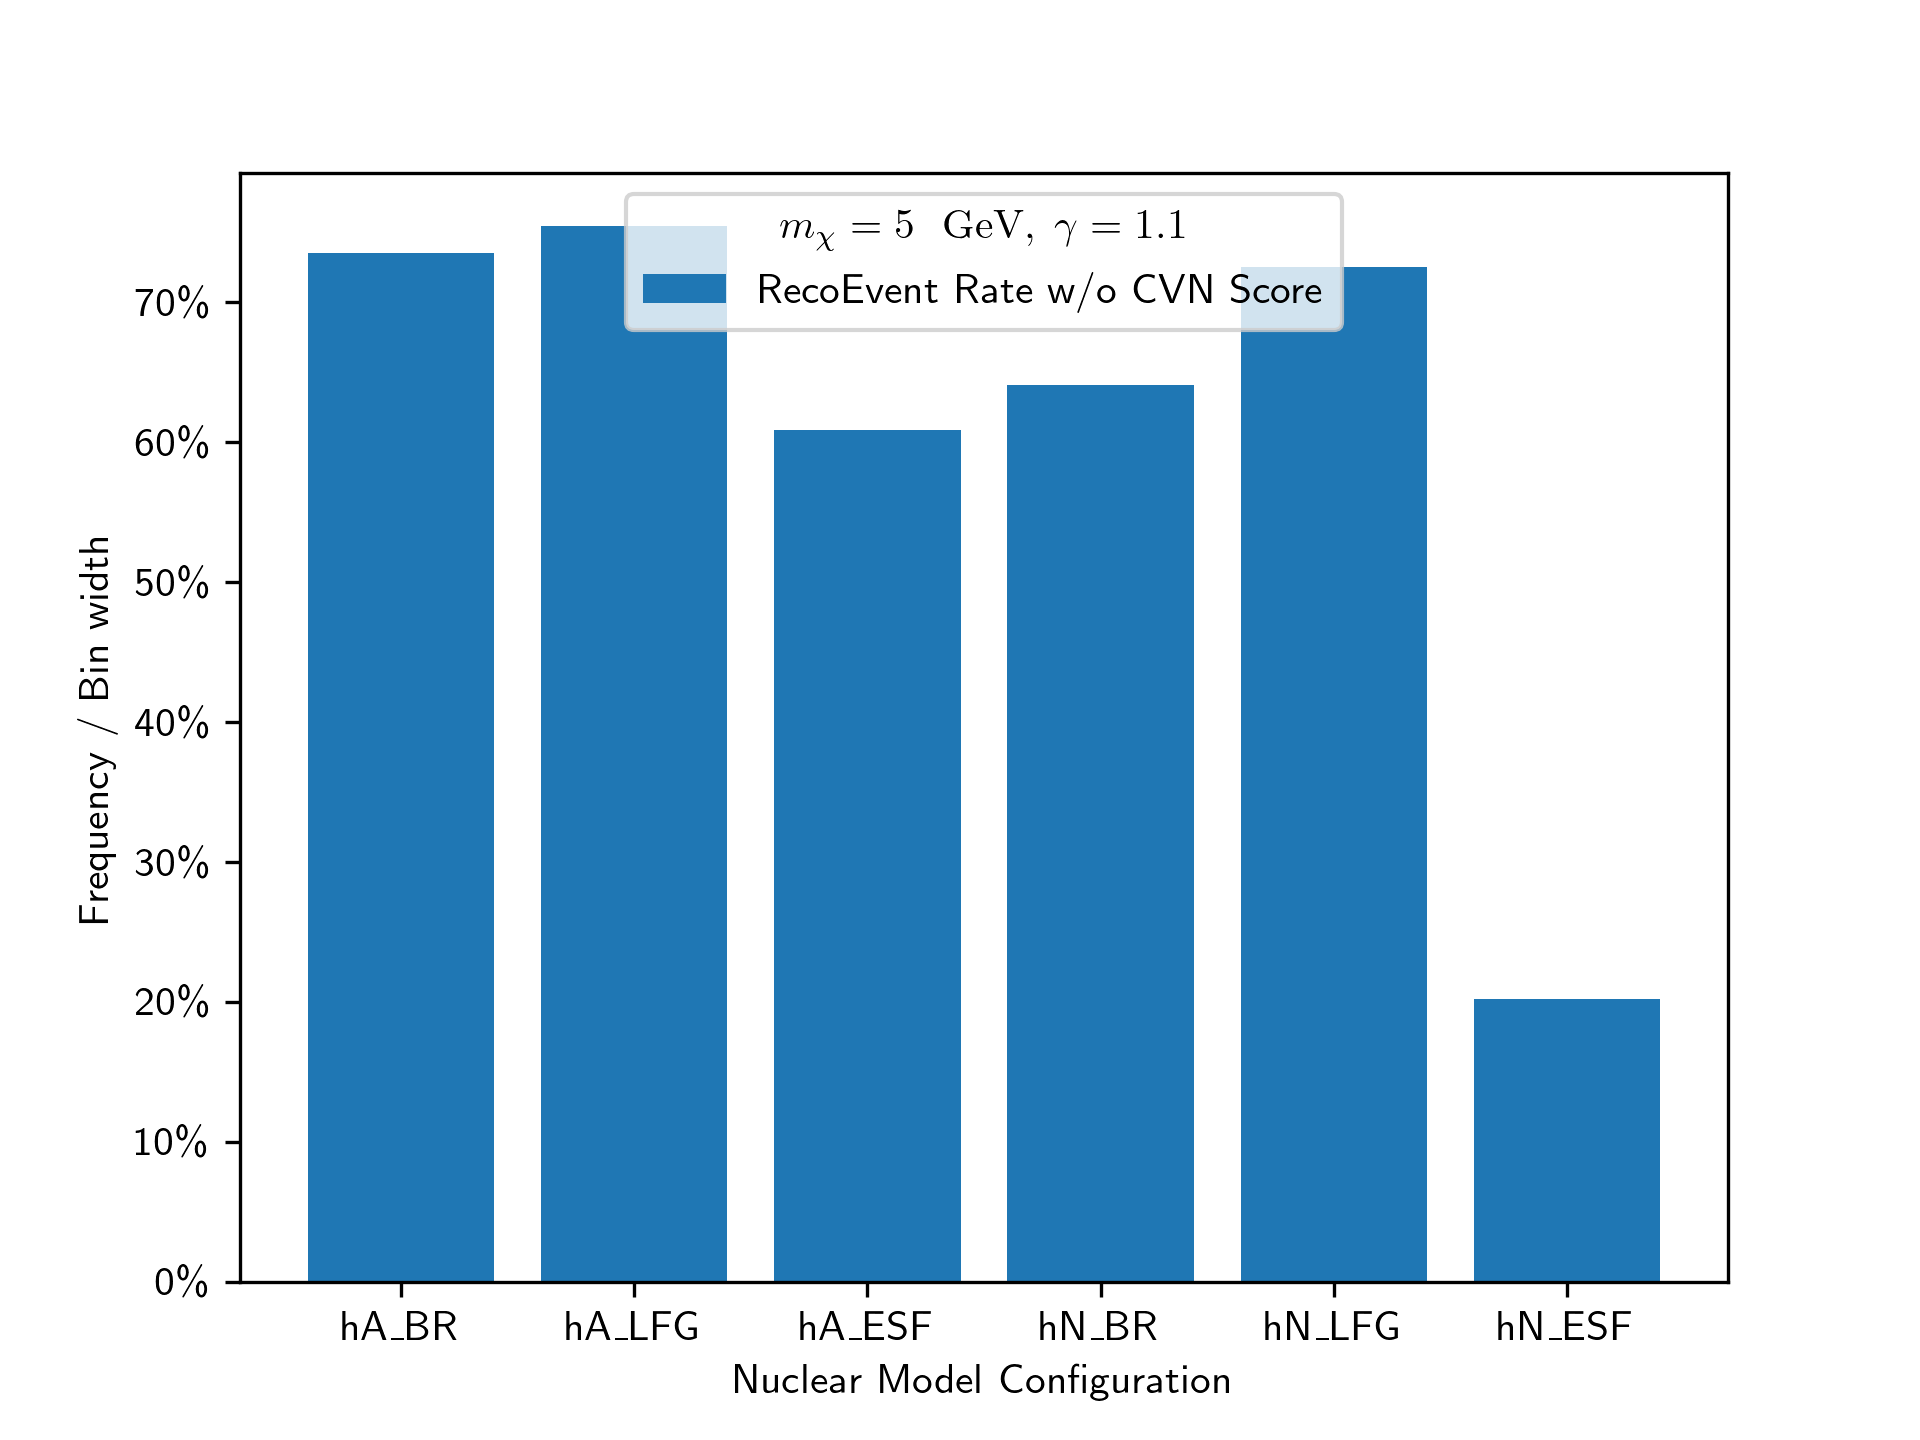 m_χ = 5 GeV, γ = 1.1
RecoEvent Rate w/o CVN Score
Frequency / Bin width
70%
60%
50%
40%
30%
20%
10%
0%
hA_BR hA_LFG hA_ESF hN_BR hN_LFG hN_ESF
Nuclear Model Configuration